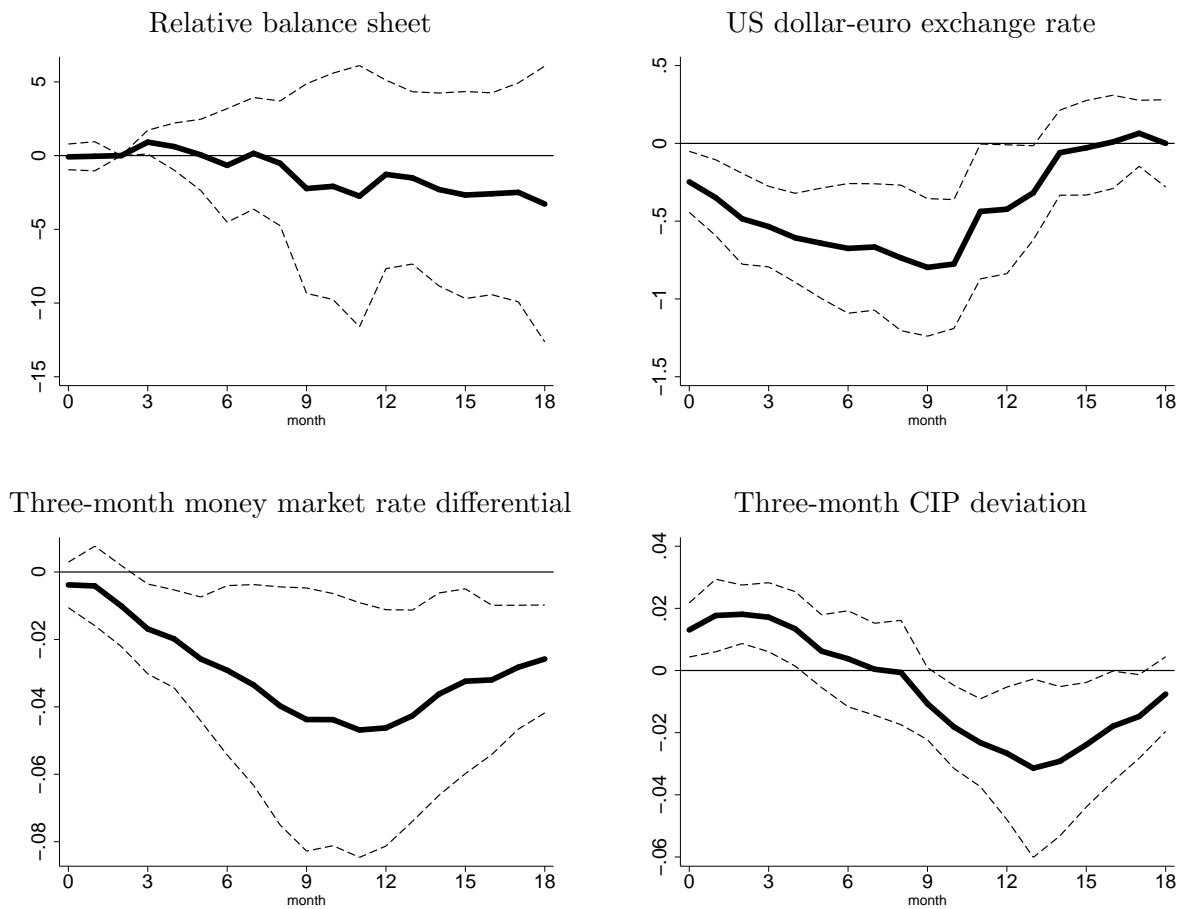 Relative balance sheet
US dollar-euro exchange rate
5
0
−5
−10
−15
0 3 6 9 12 15 18
month
.5
0
−.5
−1
−1.5
0 3 6 9 12 15 18
month
Three-month money market rate differential
Three-month CIP deviation
0
−.02
−.04
−.06
−.08
0 3 6 9 12 15 18
month
.04
.02
0
−.02
−.04
−.06
0 3 6 9 12 15 18
month